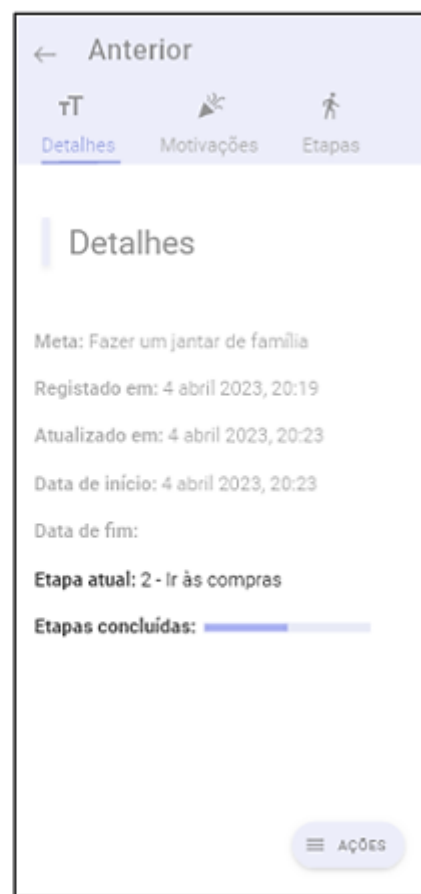 ← Anterior
Detalhes Motivações Etapas
Detalhes
Meta: Fazer um jantar de família
Registado em: 4 abril 2023, 20:19
Atualizado em: 4 abril 2023, 20:23
Data de início: 4 abril 2023, 20:23
Data de fim:
Etapa atual: 2 - Ir às compras
Etapas concluídas:
AÇÕES